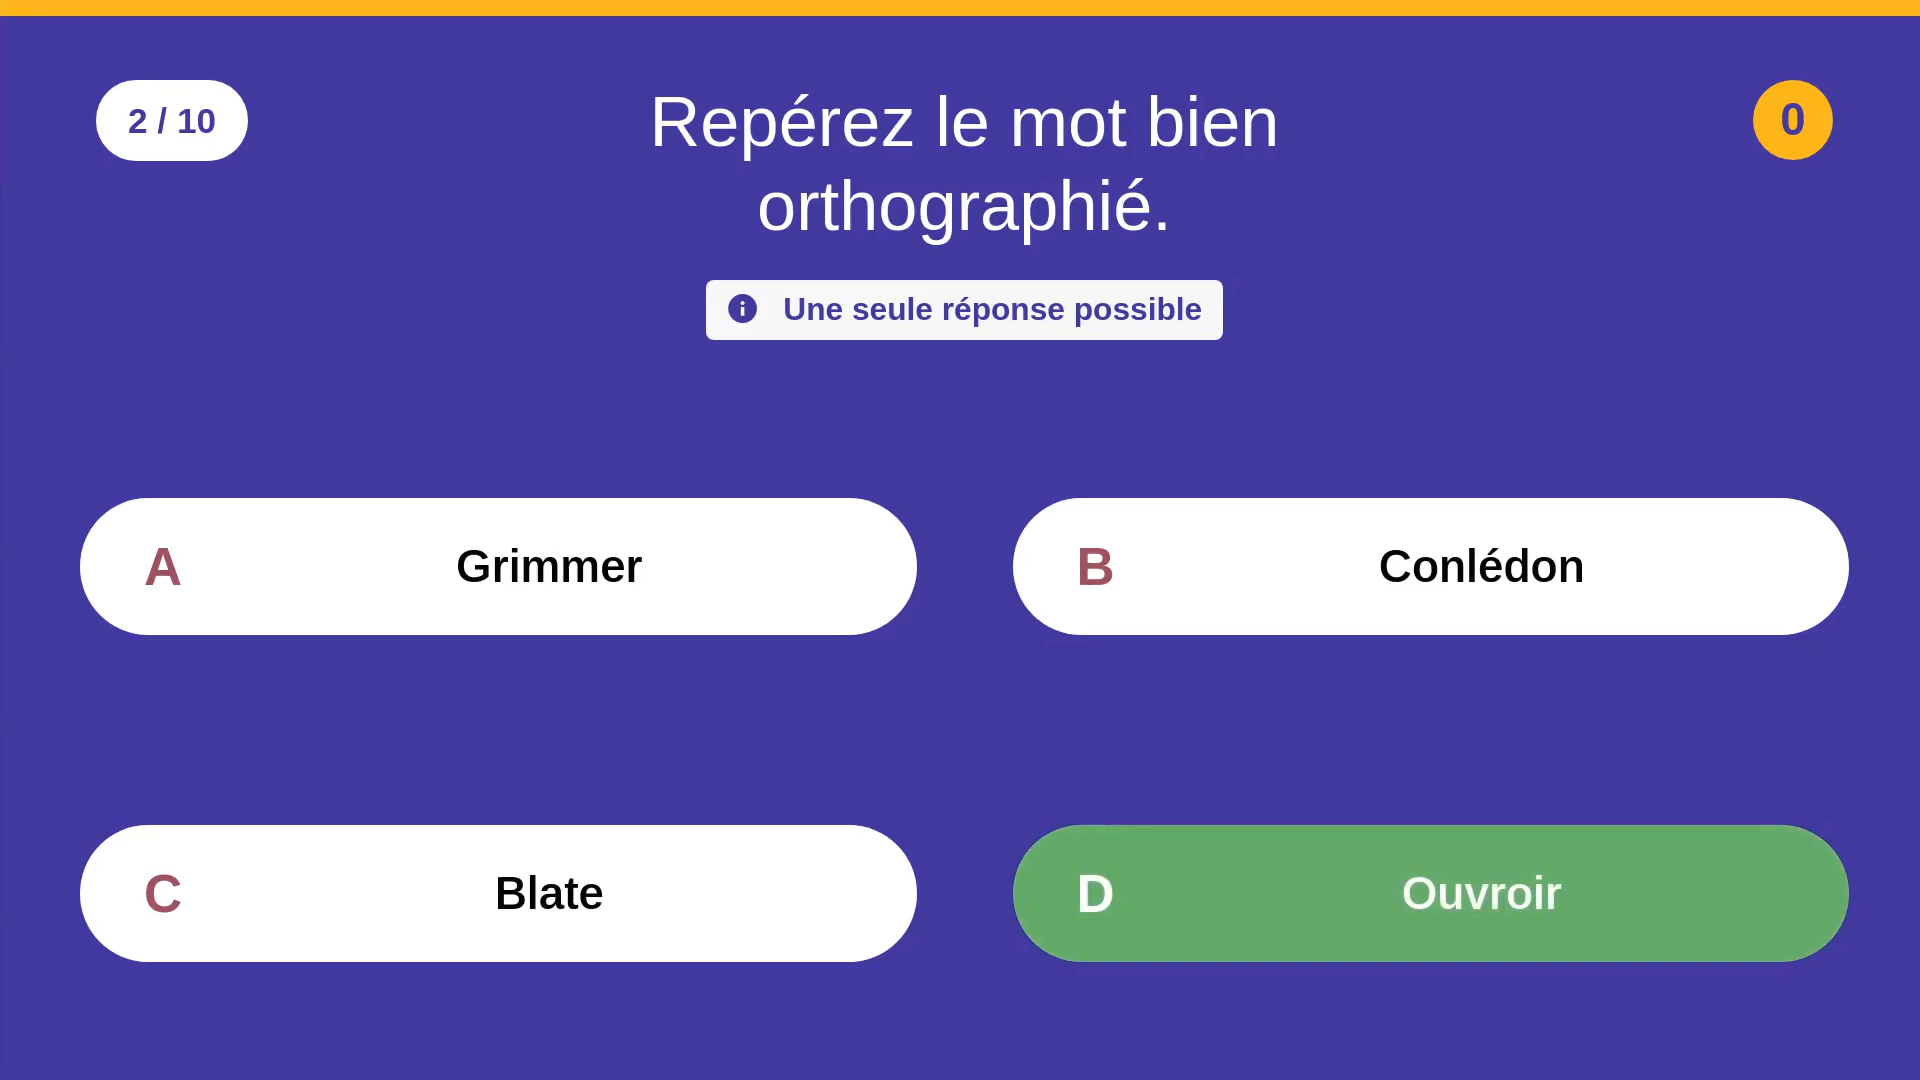 2 / 10
Repérez le mot bien
orthographié.
0
Une seule réponse possible
A Grimmer
B Conlédon
C Blate
D Ouvroir